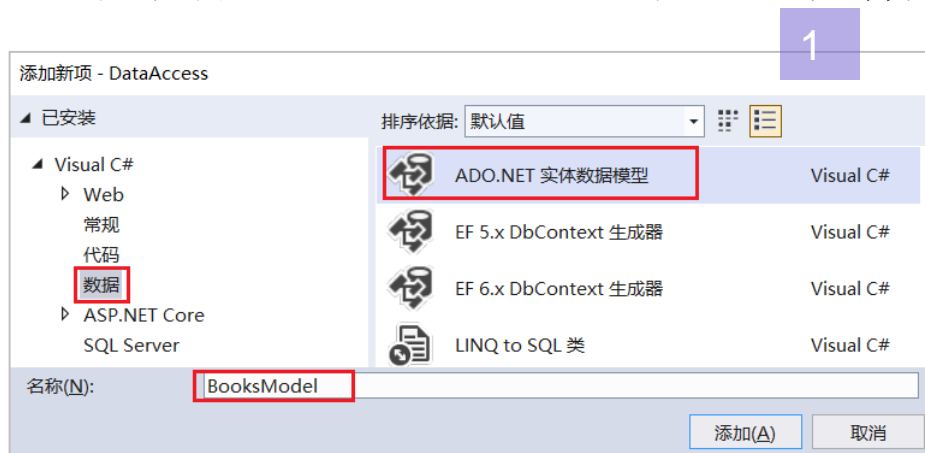 1
添加新项 - DataAccess
已安装
排序依据: 默认值
Visual C#
Web
常规
代码
数据
ASP.NET Core
SQL Server
ADO.NET 实体数据模型 Visual C#
EF 5.x DbContext 生成器 Visual C#
EF 6.x DbContext 生成器 Visual C#
LINQ to SQL 类 Visual C#
名称(N): BooksModel
添加(A) 取消